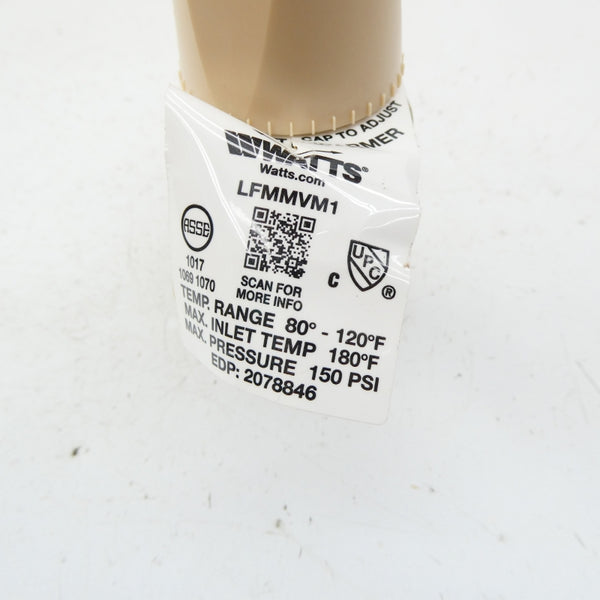 CAP TO ADJUST
WATTS®
Watts.com
LFMMVM1
ASSE
1017
1069 1070
SCAN FOR
MORE INFO
C UPC ®
TEMP. RANGE 80° - 120°F
MAX. INLET TEMP 180°F
MAX. PRESSURE 150 PSI
EDP: 2078846